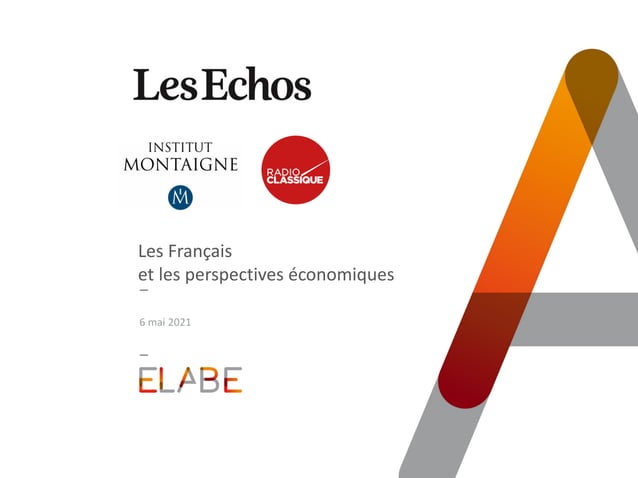 Les Echos
INSTITUT
MONTAIGNE
M
RADIO
CLASSIQUE
Les Français
et les perspectives économiques
–
6 mai 2021
–
ELABE